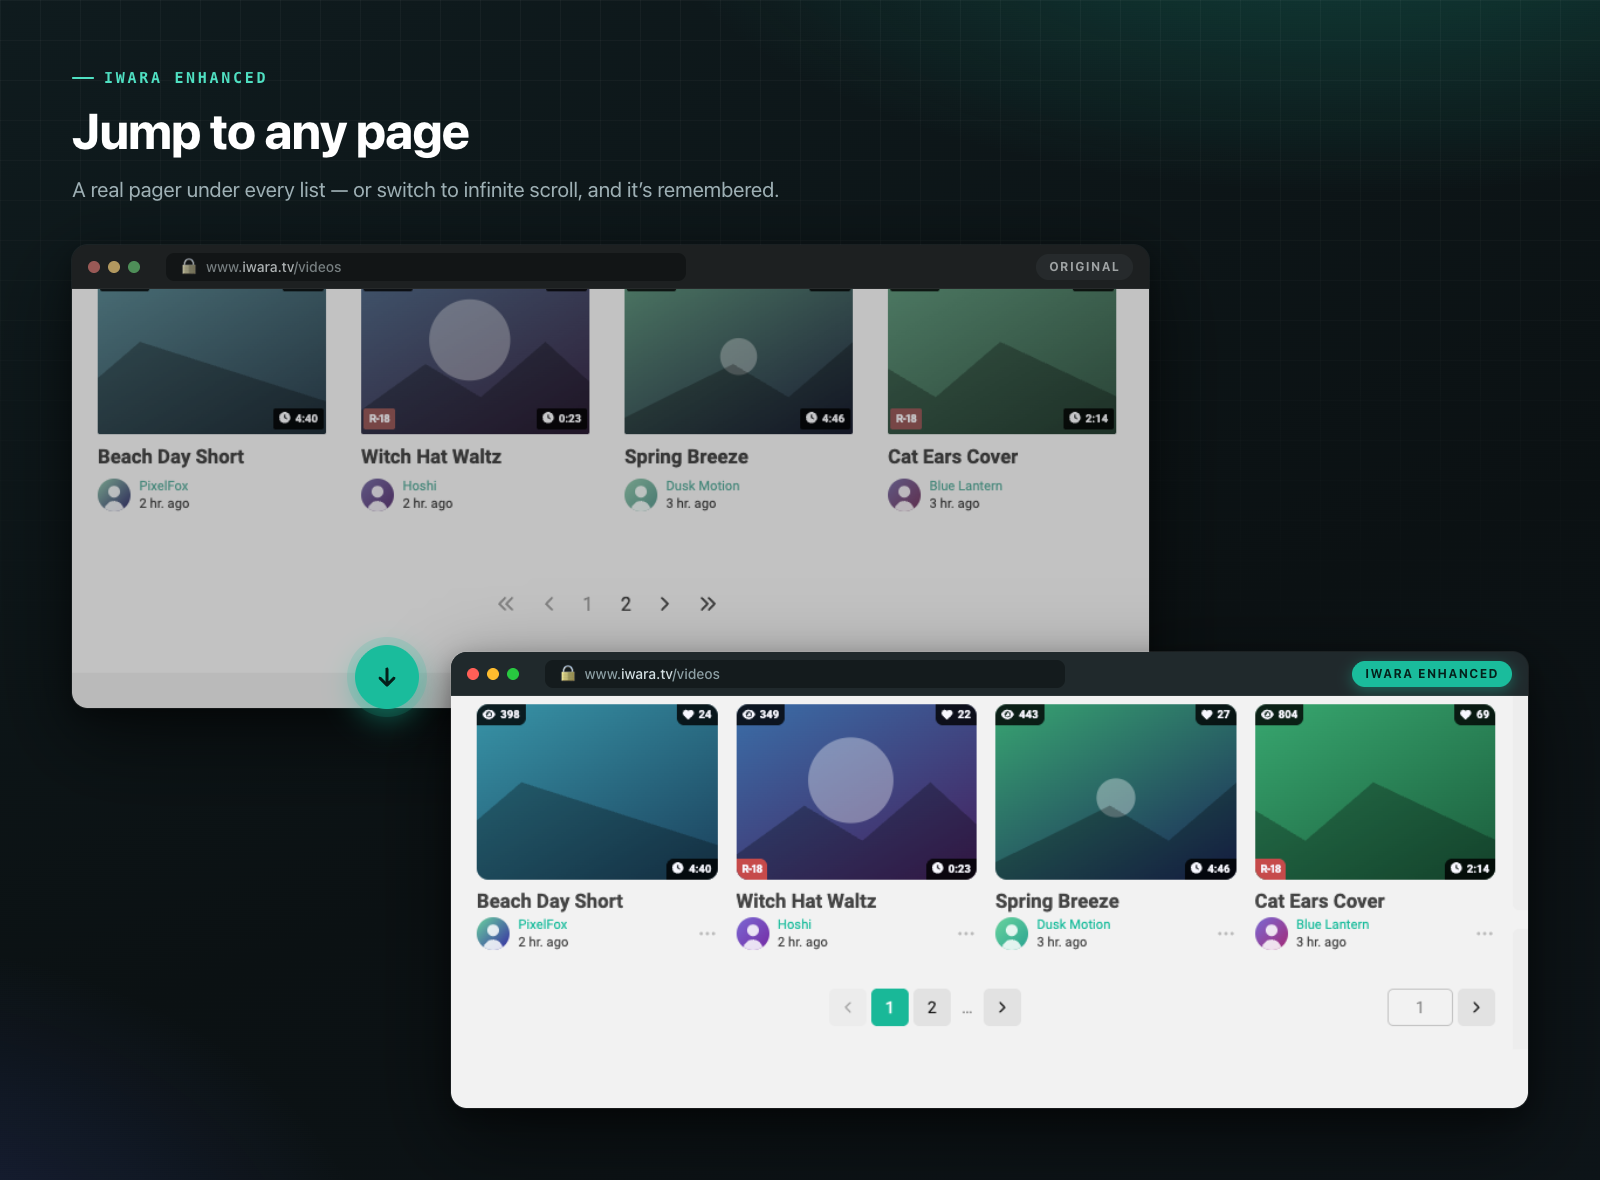 IWARA ENHANCED
Jump to any page
A real pager under every list — or switch to infinite scroll, and it's remembered.
www.iwara.tv/videos
ORIGINAL
4:40
R-18
0:23
4:46
R-18
2:14
Beach Day Short
Witch Hat Waltz
Spring Breeze
Cat Ears Cover
PixelFox
Hoshi
Dusk Motion
Blue Lantern
2 hr. ago
2 hr. ago
3 hr. ago
3 hr. ago
1 2
www.iwara.tv/videos
IWARA ENHANCED
398
24
349
22
443
27
804
69
4:40
R-18
0:23
4:46
R-18
2:14
Beach Day Short
Witch Hat Waltz
Spring Breeze
Cat Ears Cover
PixelFox
Hoshi
Dusk Motion
Blue Lantern
2 hr. ago
2 hr. ago
3 hr. ago
3 hr. ago
1 2 ...
1